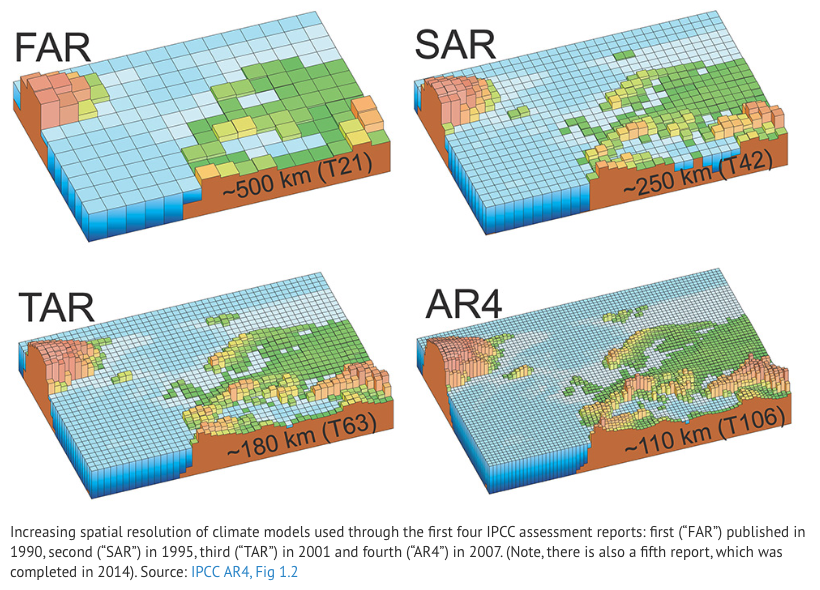 FAR
SAR
~500 km (T21)
~250 km (T42)
TAR
AR4
~180 km (T63)
~110 km (T106)
Increasing spatial resolution of climate models used through the first four IPCC assessment reports: first (“FAR”) published in
1990, second (“SAR”) in 1995, third (“TAR”) in 2001 and fourth (“AR4”) in 2007. (Note, there is also a fifth report, which was
completed in 2014). Source: IPCC AR4, Fig 1.2